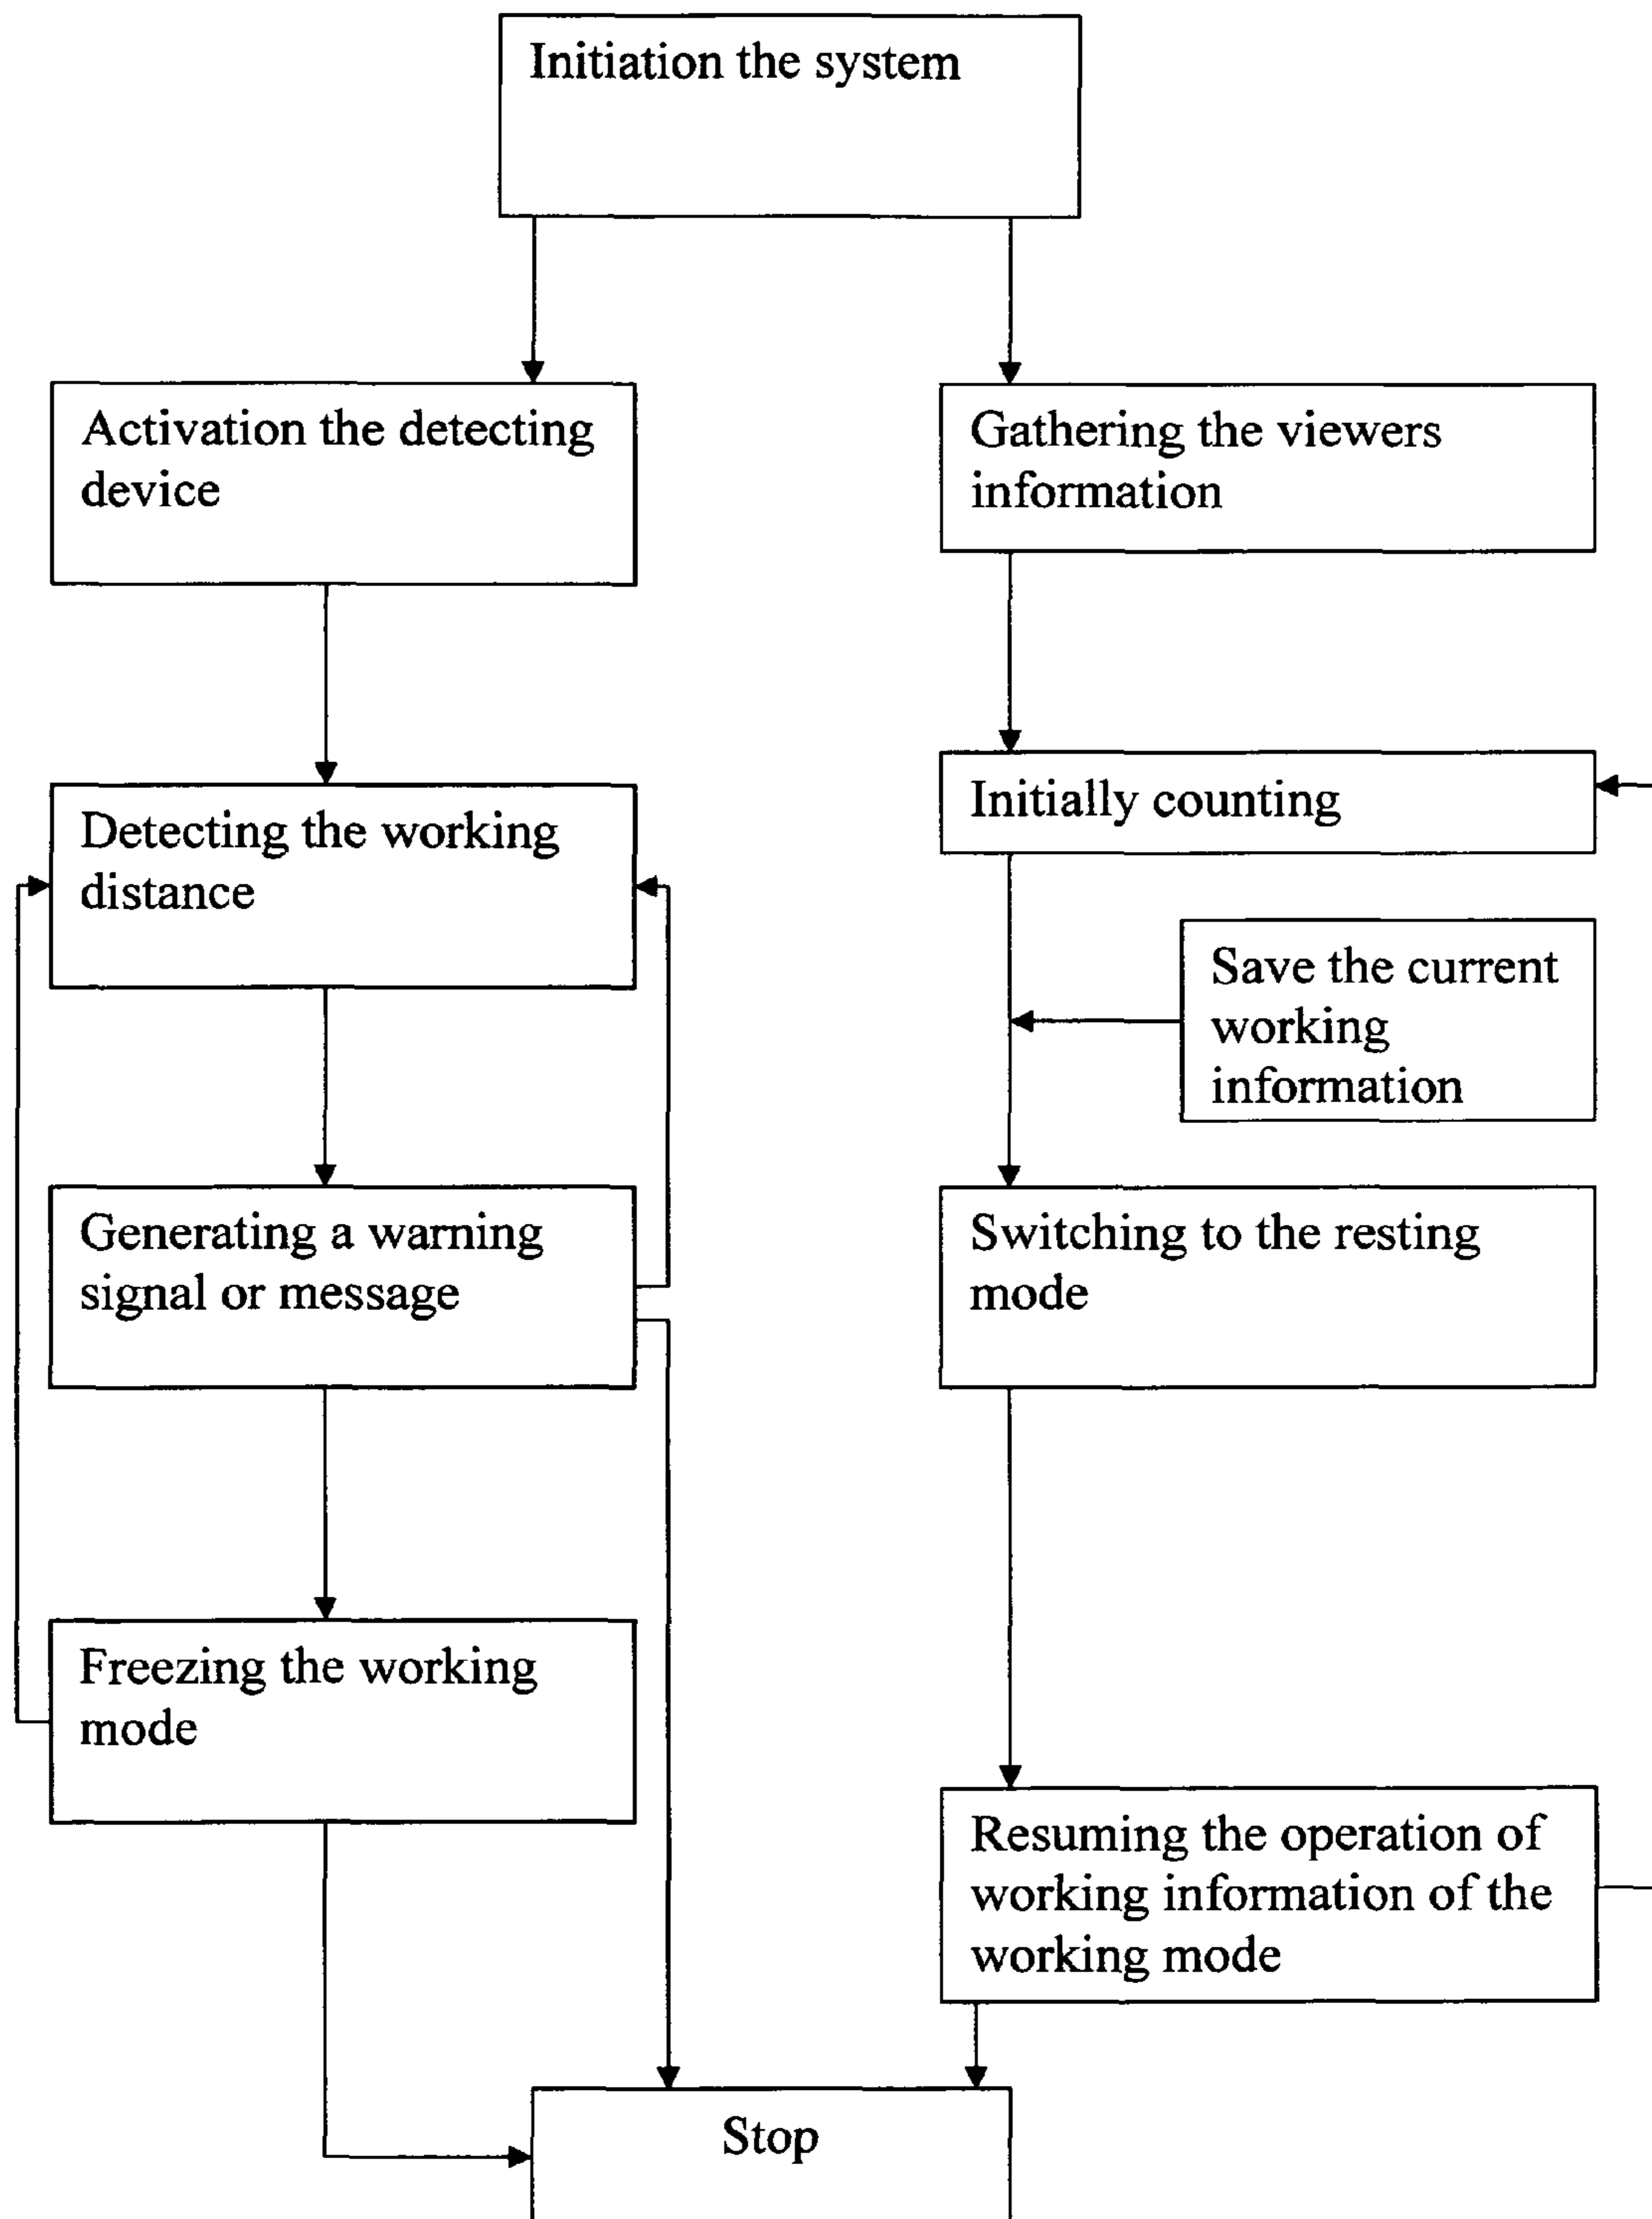 Initiation the system
Activation the detecting
device
Gathering the viewers
information
Detecting the working
distance
Initially counting
Save the current
working
information
Generating a warning
signal or message
Switching to the resting
mode
Freezing the working
mode
Resuming the operation of
working information of the
working mode
Stop